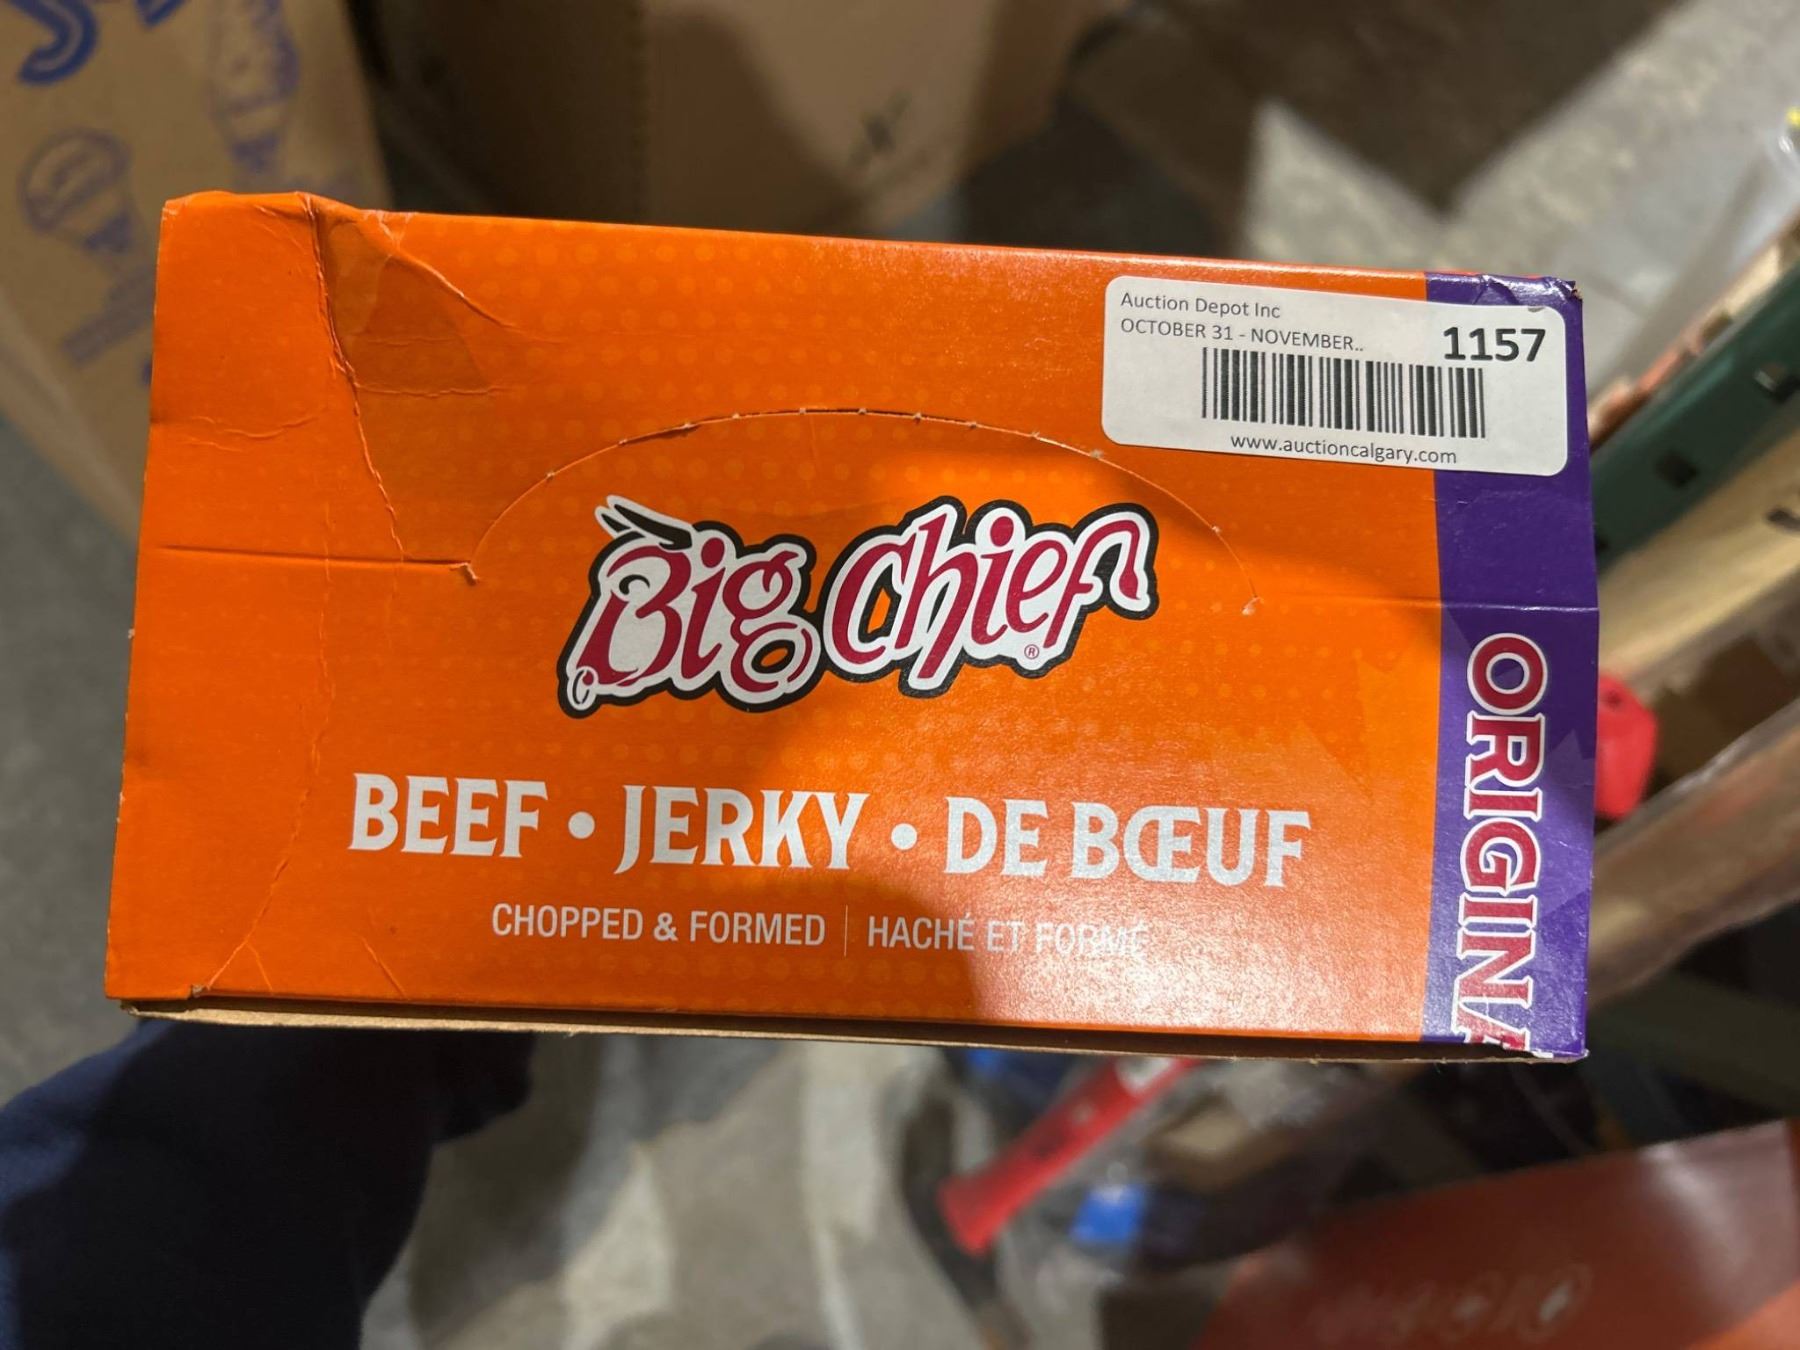 Auction Depot Inc
OCTOBER 31 - NOVEMBER..
1157
www.auctioncalgary.com
Big Chief ®
BEEF • JERKY • DE BŒUF
CHOPPED & FORMED | HACHÉ ET FORMÉ
ORIGINA